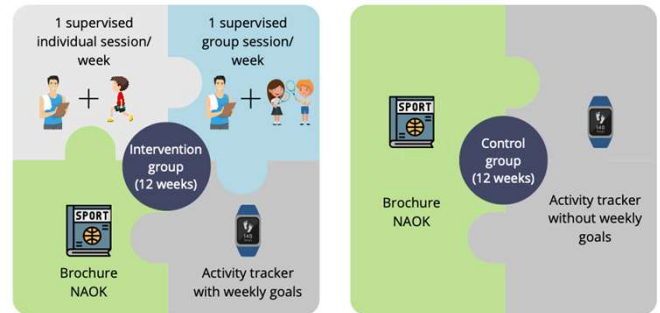 1 supervised
individual session/
week
1 supervised
group session/
week
Intervention
group
(12 weeks)
SPORT
Brochure
NAOK
Activity tracker
with weekly goals
SPORT
Control
group
(12 weeks)
Brochure
NAOK
Activity tracker
without weekly
goals